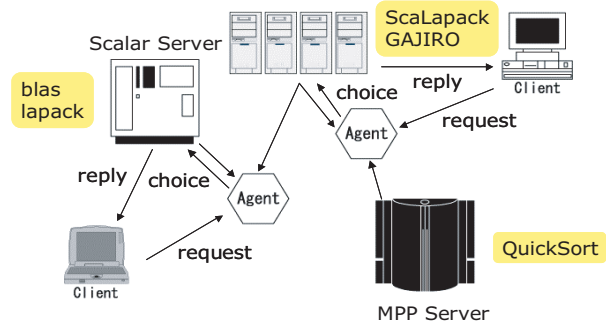 Scalar Server
ScaLapack
GAJIRO
blas
lapack
reply
Client
choice
request
Agent
reply
choice
Agent
request
Client
QuickSort
MPP Server